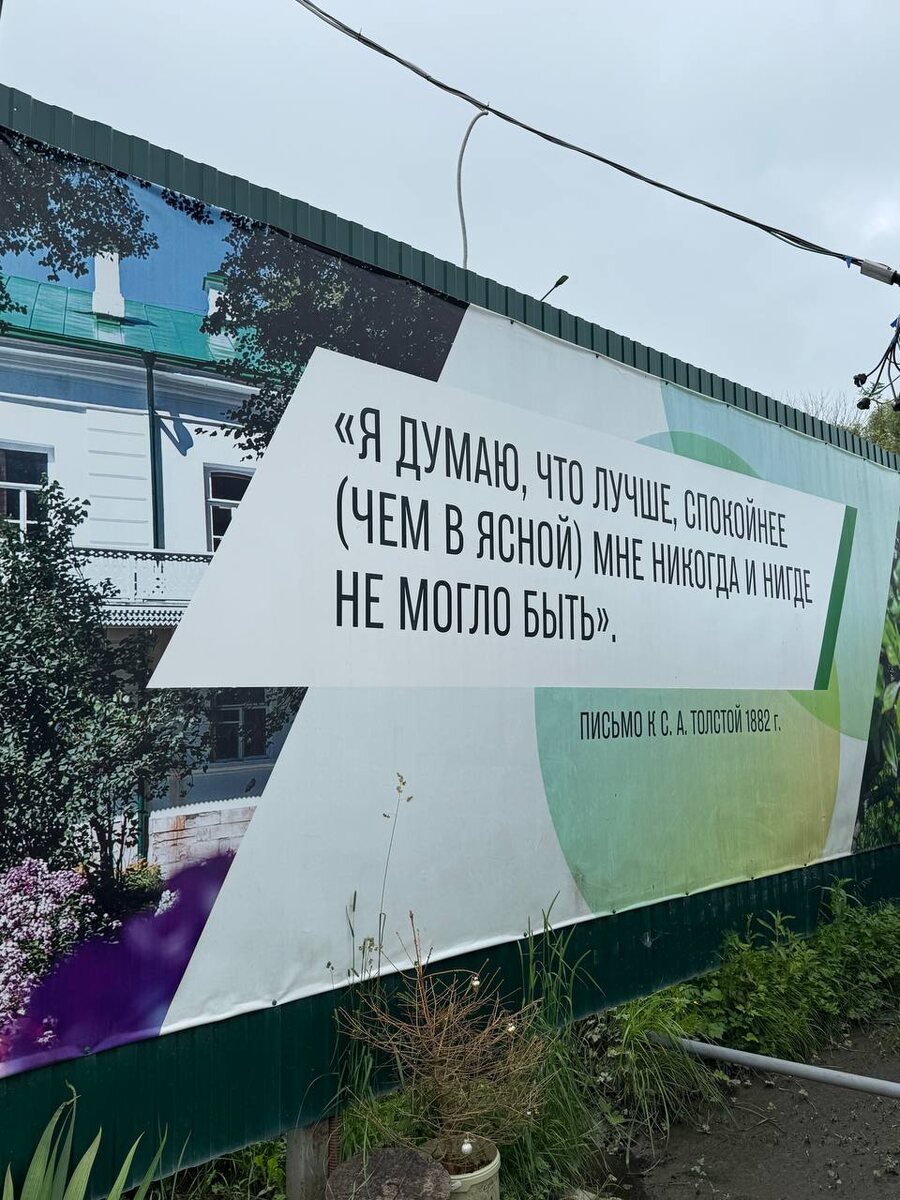 «Я ДУМАЮ, ЧТО ЛУЧШЕ, СПОКОЙНЕЕ
(ЧЕМ В ЯСНОЙ) МНЕ НИКОГДА И НИГДЕ
НЕ МОГЛО БЫТЬ».
ПИСЬМО К С. А. ТОЛСТОЙ 1882 г.